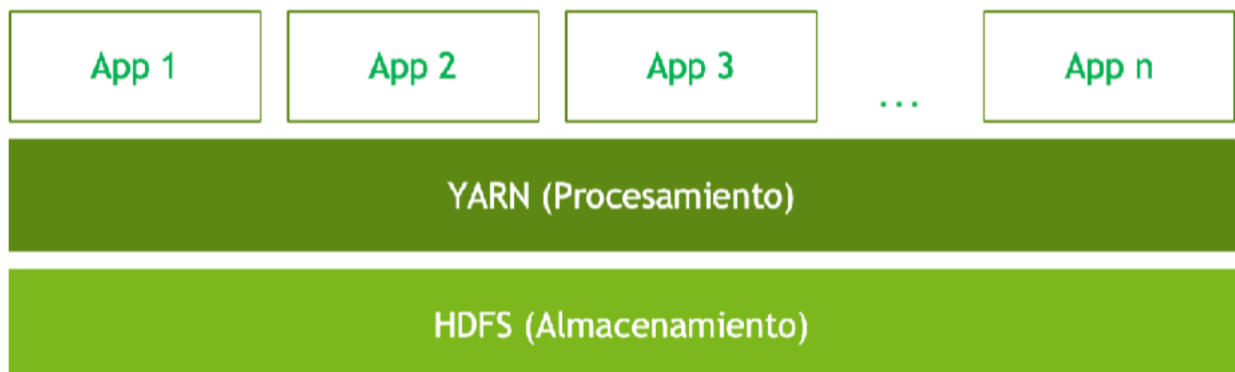 App 1
App 2
App 3
...
App n
YARN (Procesamiento)
HDFS (Almacenamiento)